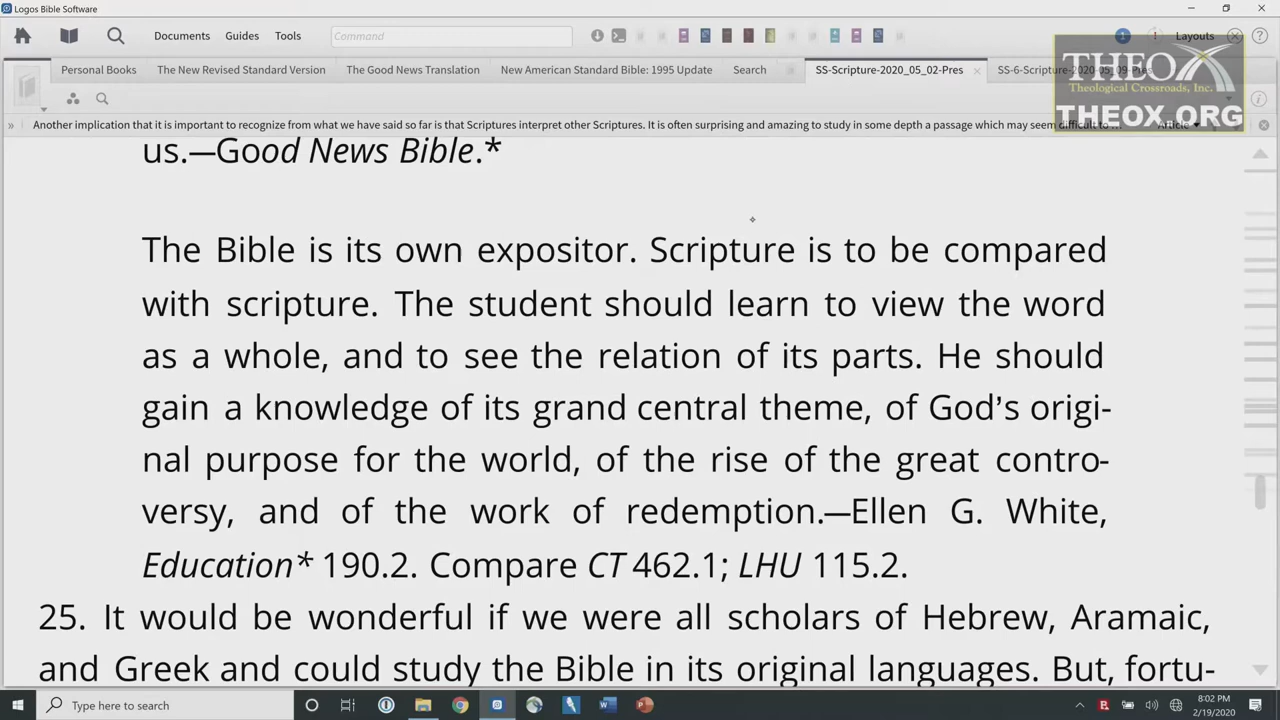 Logos Bible Software
Documents Guides Tools Command Layouts
THEOX
Theological Crossroads, Inc.
THEOX.ORG
Personal Books The New Revised Standard Version Translation New American Standard Bible: 1995 Update Search SS-Scripture-2020_05_02-Pres SS-6-Scripture-2020-05_09-Pres
Another implication that it is important to recognize from what we have said so far is that Scriptures interpret other Scriptures. It is often surprising and amazing to study in some depth a passage which may seem difficult to ... Article
us.—Good News Bible.*
The Bible is its own expositor. Scripture is to be compared
with scripture. The student should learn to view the word
as a whole, and to see the relation of its parts. He should
gain a knowledge of its grand central theme, of God’s origi-
nal purpose for the world, of the rise of the great contro-
versy, and of the work of redemption.—Ellen G. White,
Education* 190.2. Compare CT 462.1; LHU 115.2.
25. It would be wonderful if we were all scholars of Hebrew, Aramaic,
and Greek and could study the Bible in its original languages. But, fortu-
Type here to search
8:02 PM
2/19/2020